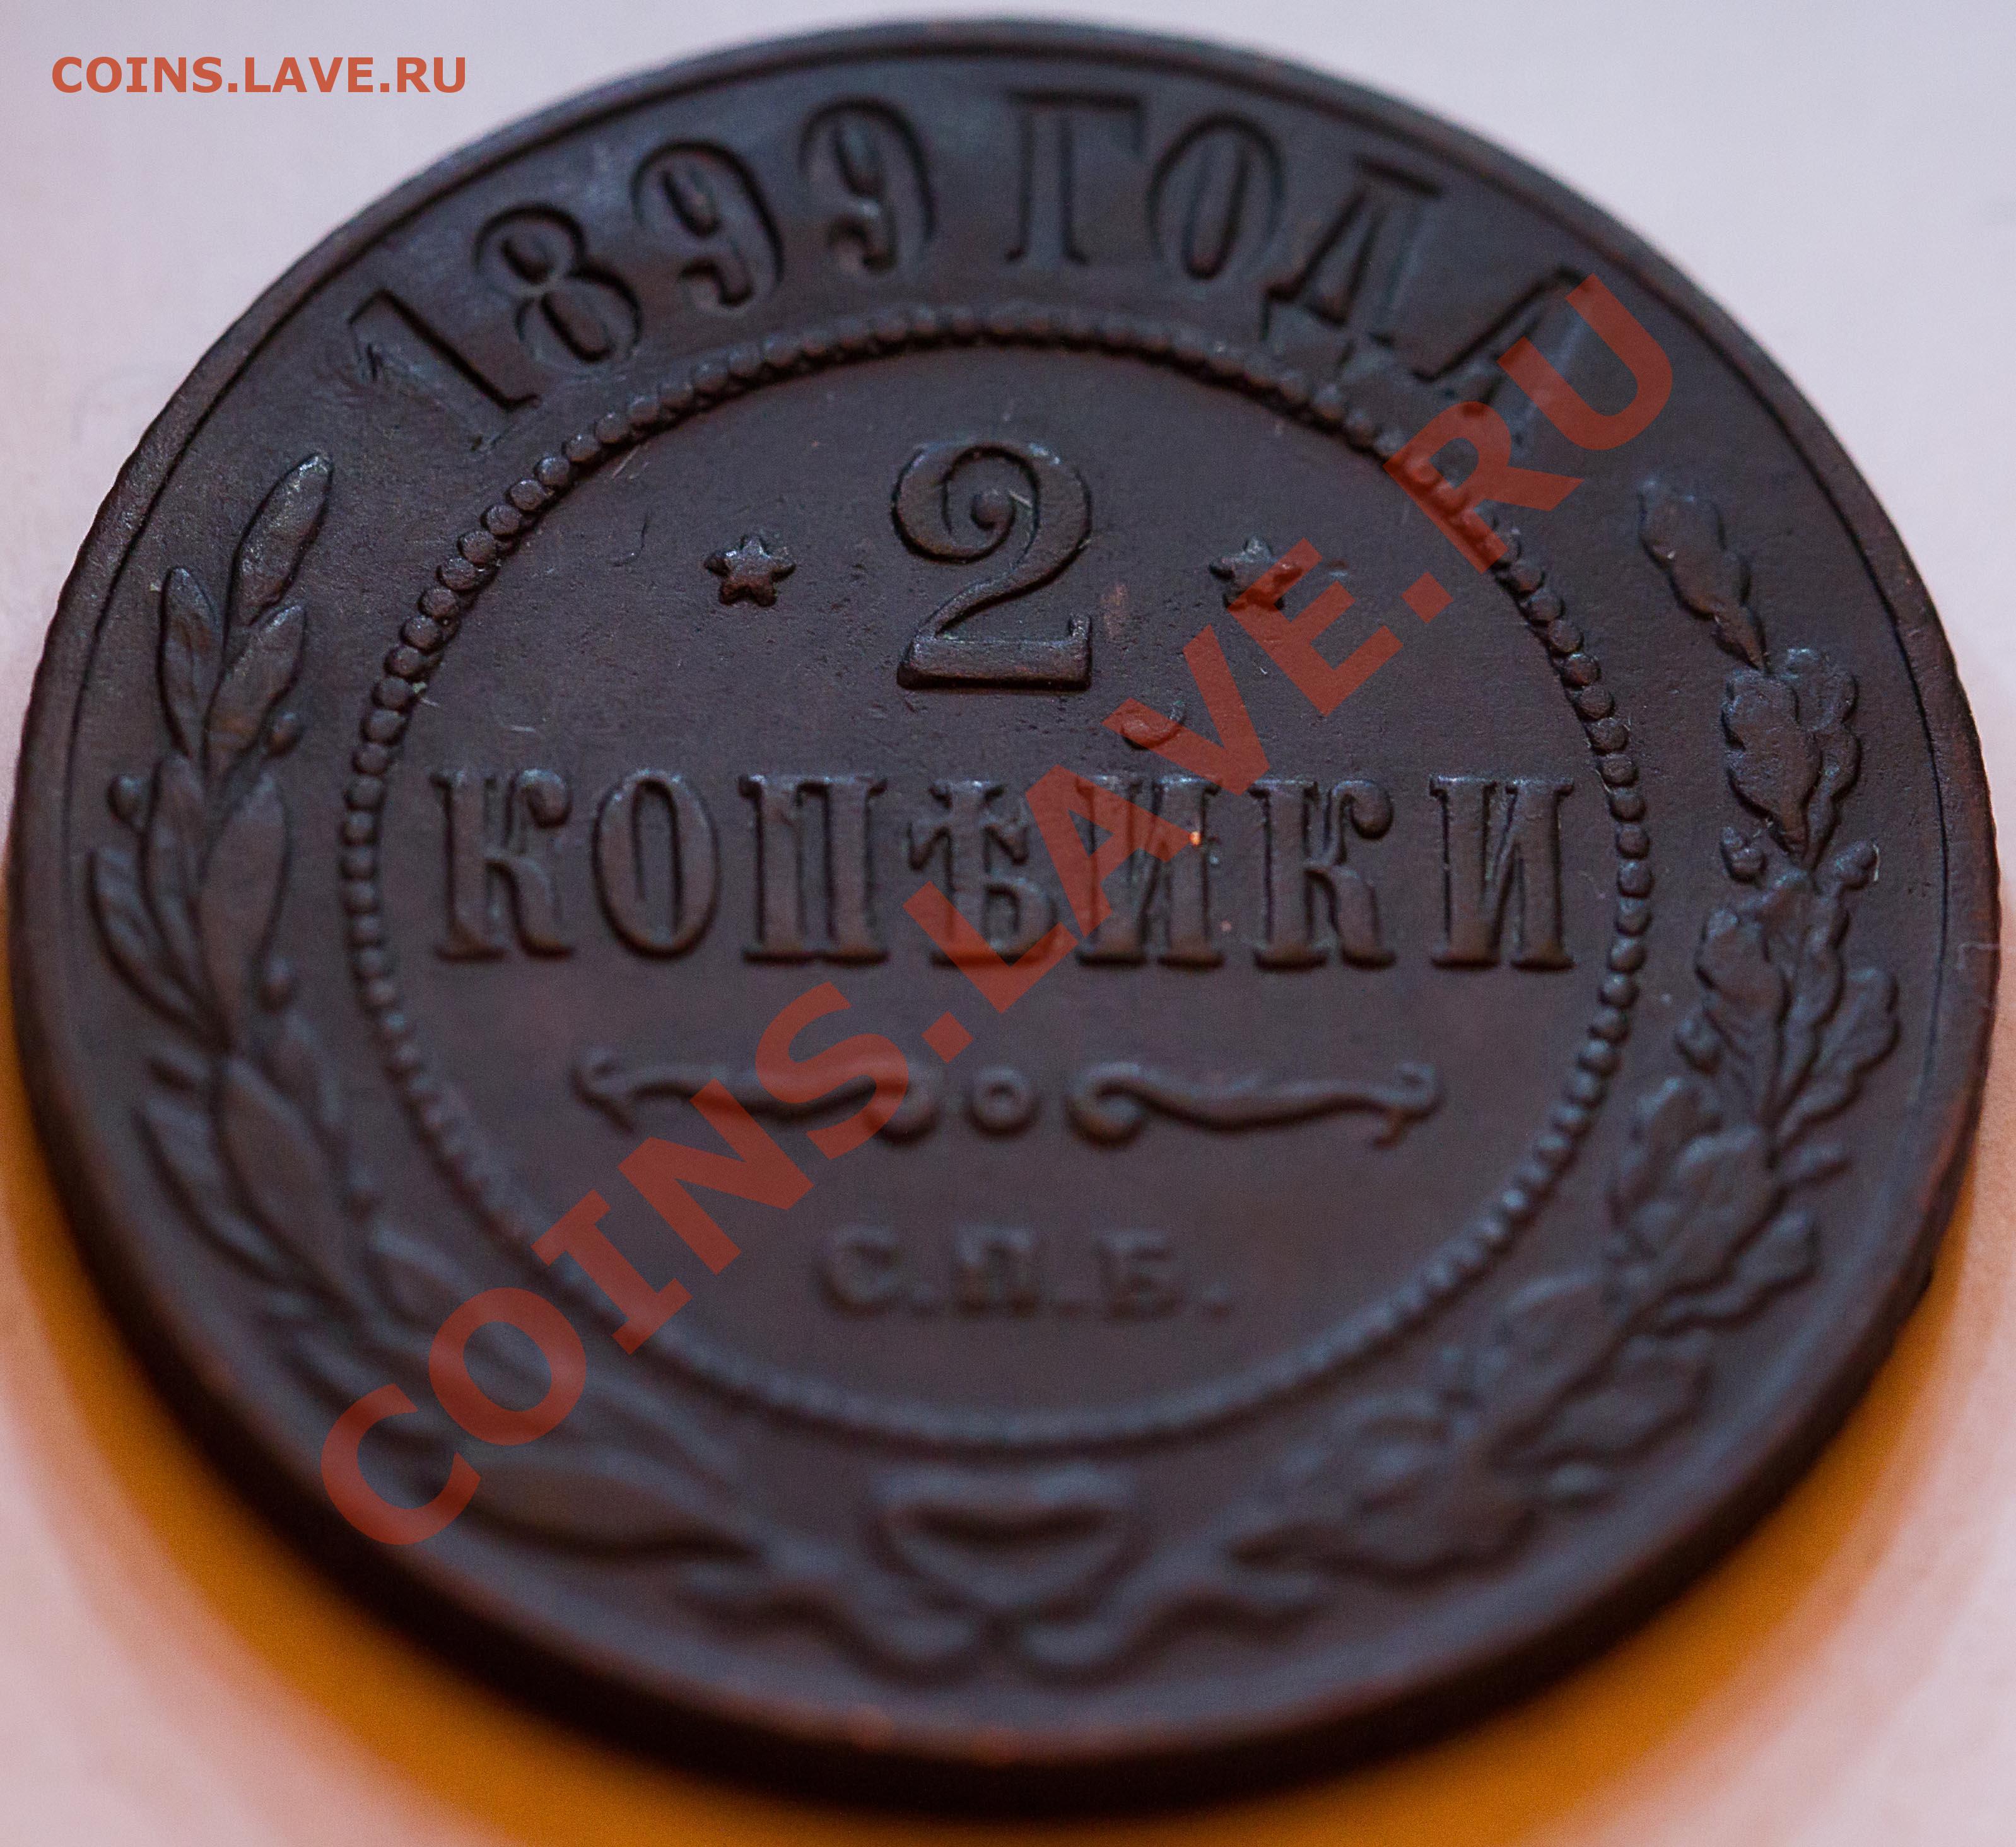 COINS.LAVE.RU
1899 ГОДА
2
КОПѢЙКИ
С.П.Б.
COINS.LAVE.RU